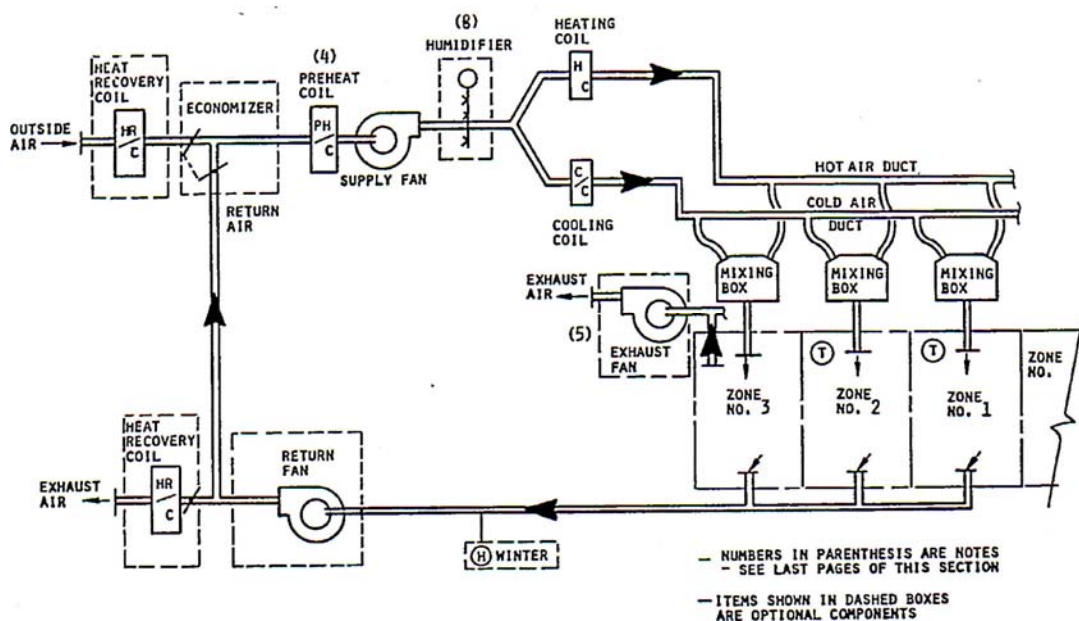 (8)
HUMIDIFIER
HEATING
COIL
(4)
PREHEAT
COIL
HEAT
RECOVERY
COIL
ECONOMIZER
OUTSIDE
AIR
HR
C
PH
C
SUPPLY FAN
H
C
C
C
COOLING
COIL
RETURN
AIR
HOT AIR DUCT
COLD AIR
DUCT
MIXING
BOX
MIXING
BOX
MIXING
BOX
EXHAUST
AIR
(5)
EXHAUST
FAN
T
T
ZONE
NO. 3
ZONE
NO. 2
ZONE
NO. 1
ZONE
NO.
HEAT
RECOVERY
COIL
RETURN
FAN
EXHAUST
AIR
HR
C
H WINTER
— NUMBERS IN PARENTHESIS ARE NOTES
- SEE LAST PAGES OF THIS SECTION
—ITEMS SHOWN IN DASHED BOXES
ARE OPTIONAL COMPONENTS